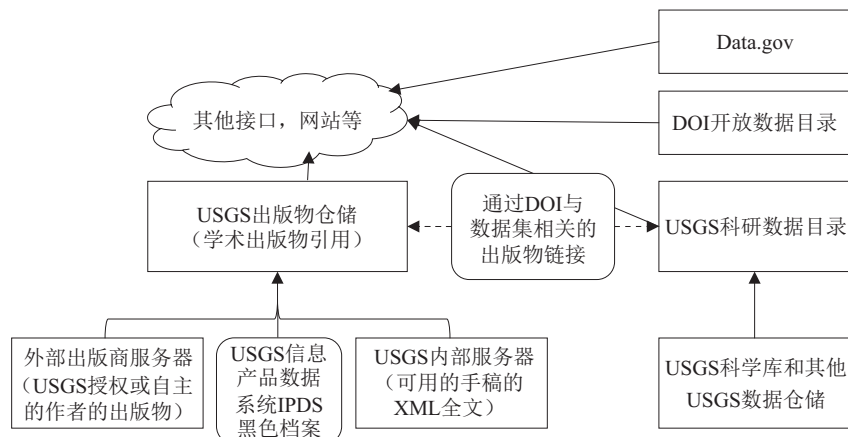 Data.gov
其他接口，网站等
DOI开放数据目录
USGS出版物仓储
（学术出版物引用）
通过DOI与
数据集相关的
出版物链接
USGS科研数据目录
外部出版商服务器
（USGS授权或自主
的作者的出版物）
USGS信息
产品数据
系统IPDS
黑色档案
USGS内部服务器
（可用的手稿的
XML全文）
USGS科学库和其他
USGS数据仓储